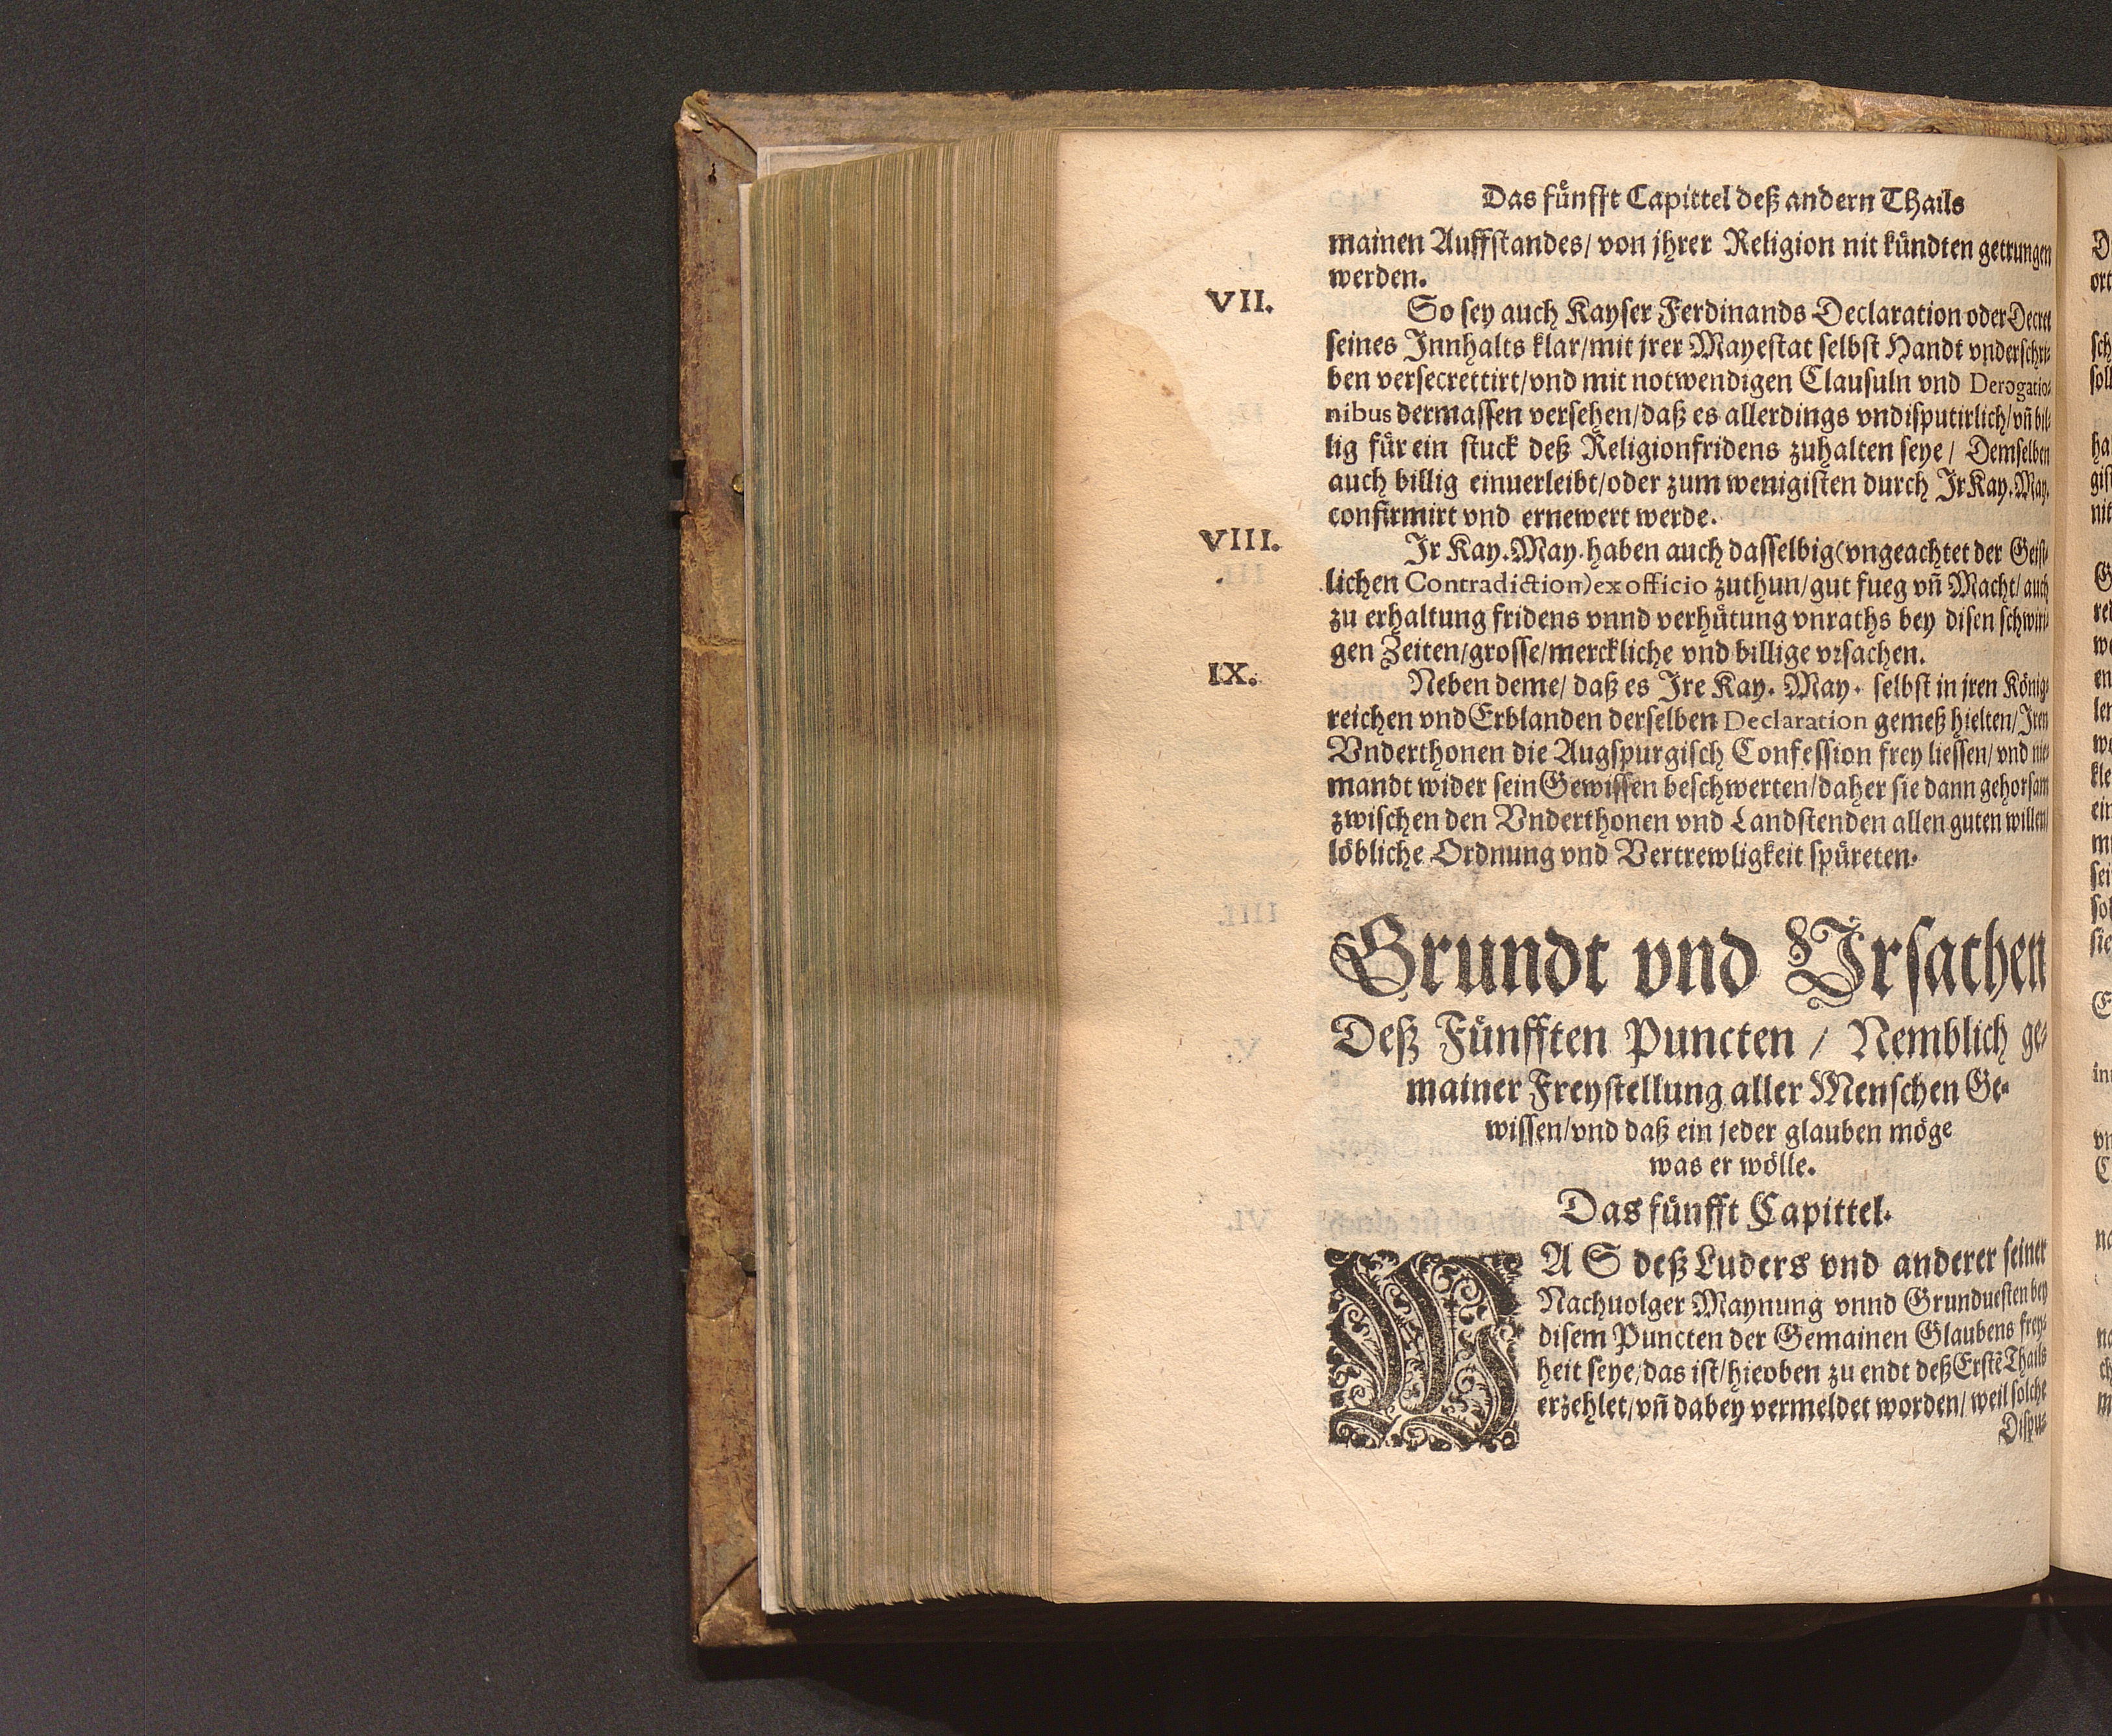 Das fünfft Capittel deß andern Thails
mainen Auffstandes/ von jhrer Religion nit kündten getrungen
werden.
VII.
So sey auch Kayser Ferdinands Declaration oder Decret
seines Innhalts klar/mit jrer Mayestat selbst Handt vnderschri-
ben versecrettirt/vnd mit notwendigen Clausuln vnd Derogatio-
nibus dermassen versehen/daß es allerdings vndisputirlich/vñ bil-
lig für ein stuck deß Religionfridens zuhalten seye/ Demselben
auch billig einuerleibt/oder zum wenigisten durch Ir Kay. May.
confirmirt vnd ernewert werde.
VIII.
Ir Kay. May. haben auch dasselbig (vngeachtet der Geist-
lichen Contradiction) ex officio zuthun/gut fueg vñ Macht/ auch
zu erhaltung fridens vnnd verhütung vnraths bey disen schwiri-
gen Zeiten/grosse/merckliche vnd billige vrsachen.
IX.
Neben deme/ daß es Ire Kay. May. selbst in jren König-
reichen vnd Erblanden derselben Declaration gemeß hielten/Jren
Vnderthonen die Augspurgisch Confession frey liessen/ vnd nie-
mandt wider sein Gewissen beschwerten/daher sie dann gehorsam
zwischen den Vnderthonen vnd Landstenden allen guten willen/
löbliche Ordnung vnd Vertrewligkeit spüreten.
Grundt vnd Vrsachen
Deß Fünfften Puncten / Nemblich ge-
mainer Freystellung aller Menschen Ge-
wissen/vnd daß ein jeder glauben möge
was er wölle.
Das fünfft Capittel.
WAS deß Luders vnd anderer seiner
Nachuolger Maynung vnnd Grunduesten bey
disem Puncten der Gemainen Glaubens frey-
heit seye/das ist/hieoben zu endt deß Erstẽ Thails
erzehlet/vñ dabey vermeldet worden/ weil solche
Dispu-